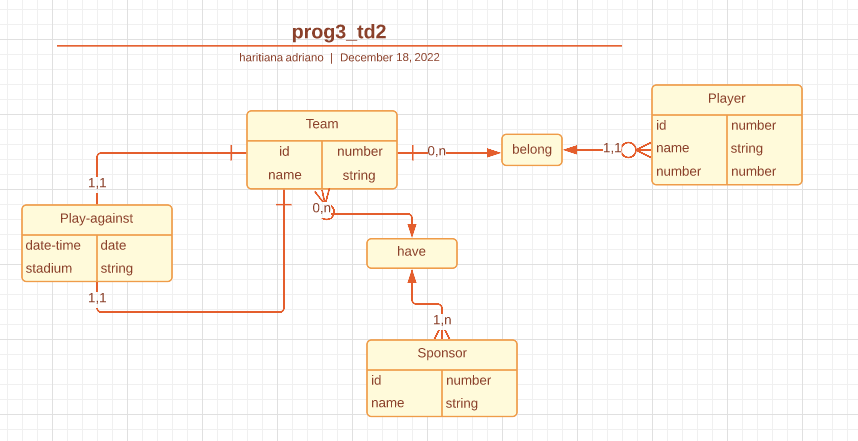 prog3_td2
haritiana adriano | December 18, 2022
Player
id number
name string
number number
Team
id number
name string
0,n
belong
1,1
1,1
Play-against
date-time date
stadium string
1,1
0,n
have
1,n
Sponsor
id number
name string